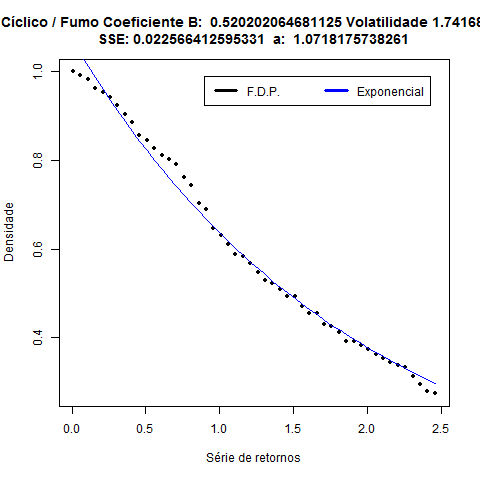 Cíclico / Fumo Coeficiente B:  0.520202064681125 Volatilidade 1.74168
SSE: 0.022566412595331  a:  1.0718175738261
F.D.P.
Exponencial
Densidade
1.0
0.8
0.6
0.4
0.0
0.5
1.0
1.5
2.0
2.5
Série de retornos